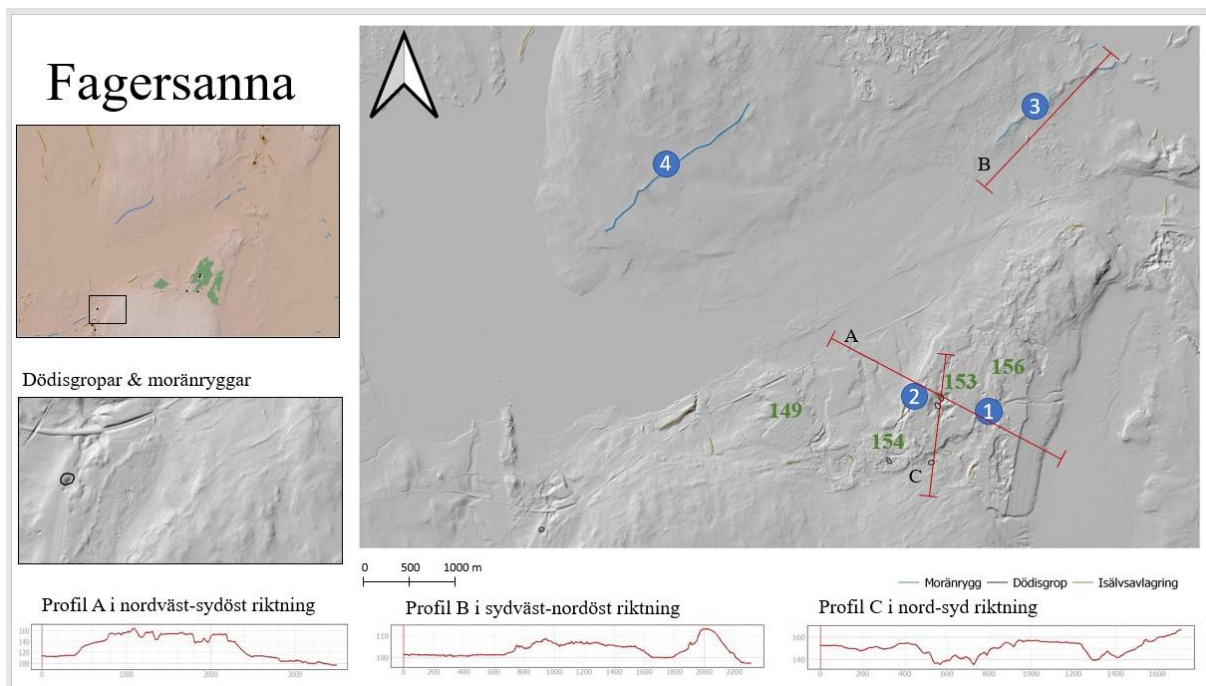 Fagersanna
Dödisgropar & moränryggar
3
B
4
A
153
156
2
1
149
154
C
0 500 1000 m
Moränrygg Dödisgrop Isälvsavlagring
Profil A i nordväst-sydöst riktning
160
140
120
100
0 1000 2000 3000
Profil B i sydväst-nordöst riktning
110
100
0 200 400 600 800 1000 1200 1400 1600 1800 2000 2200
Profil C i nord-syd riktning
160
140
0 200 400 600 800 1000 1200 1400 1600